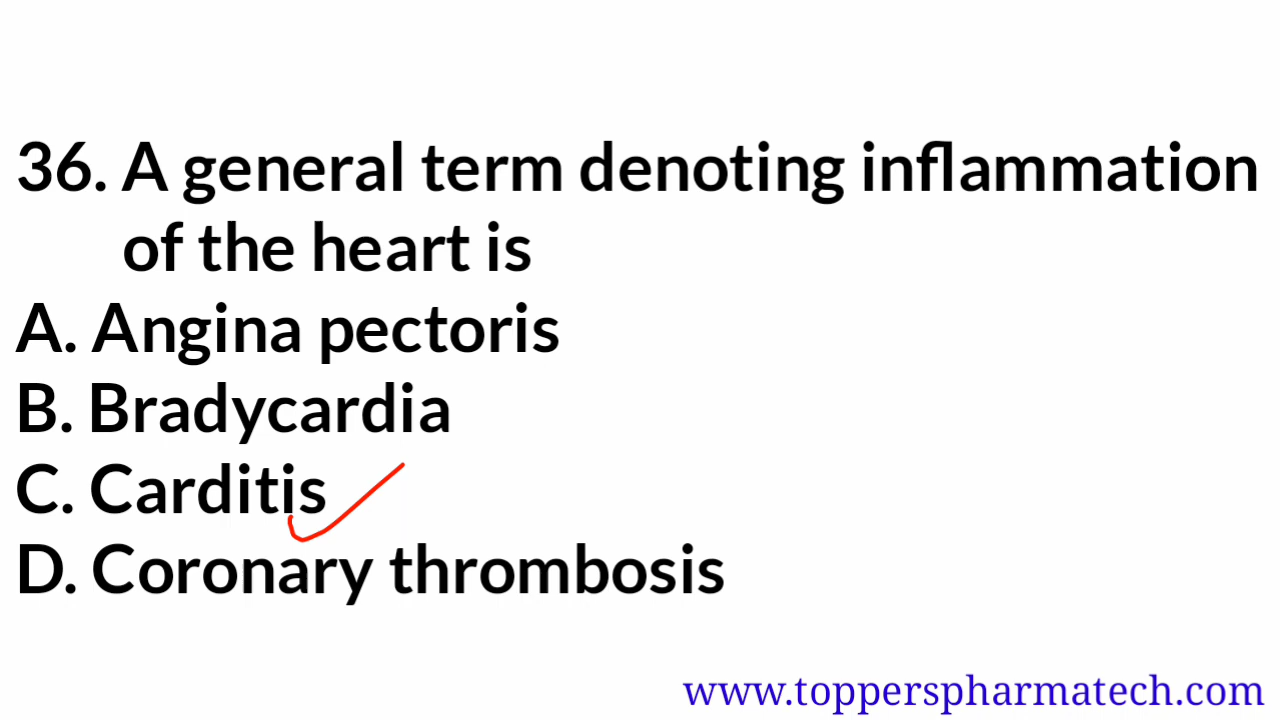 36. A general term denoting inflammation
of the heart is
A. Angina pectoris
B. Bradycardia
C. Carditis
D. Coronary thrombosis
www.topperspharmatech.com